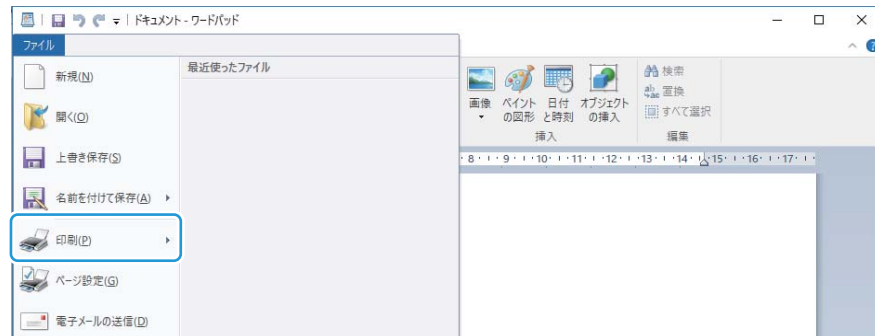 ドキュメント - ワードパッド
ファイル
新規(N)
開く(O)
上書き保存(S)
名前を付けて保存(A)
印刷(P)
ページ設定(G)
電子メールの送信(D)
最近使ったファイル
画像
ペイントの図形
日付と時刻
オブジェクトの挿入
挿入
検索
置換
すべて選択
編集
8 9 10 11 12 13 14 15 16 17